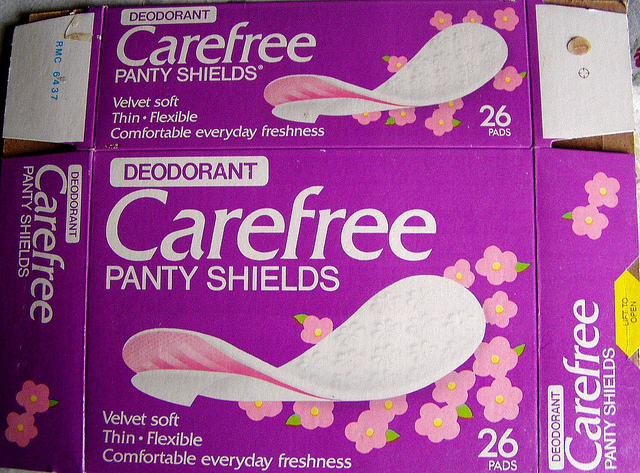 RMC 6437
DEODORANT
Carefree
PANTY SHIELDS®
Velvet soft
Thin • Flexible
Comfortable everyday freshness
26
PADS
DEODORANT
Carefree
PANTY SHIELDS
DEODORANT
Carefree
PANTY SHIELDS
Velvet soft
Thin • Flexible
Comfortable everyday freshness
26
PADS
LIFT TO
OPEN
DEODORANT
Carefree
PANTY SHIELDS